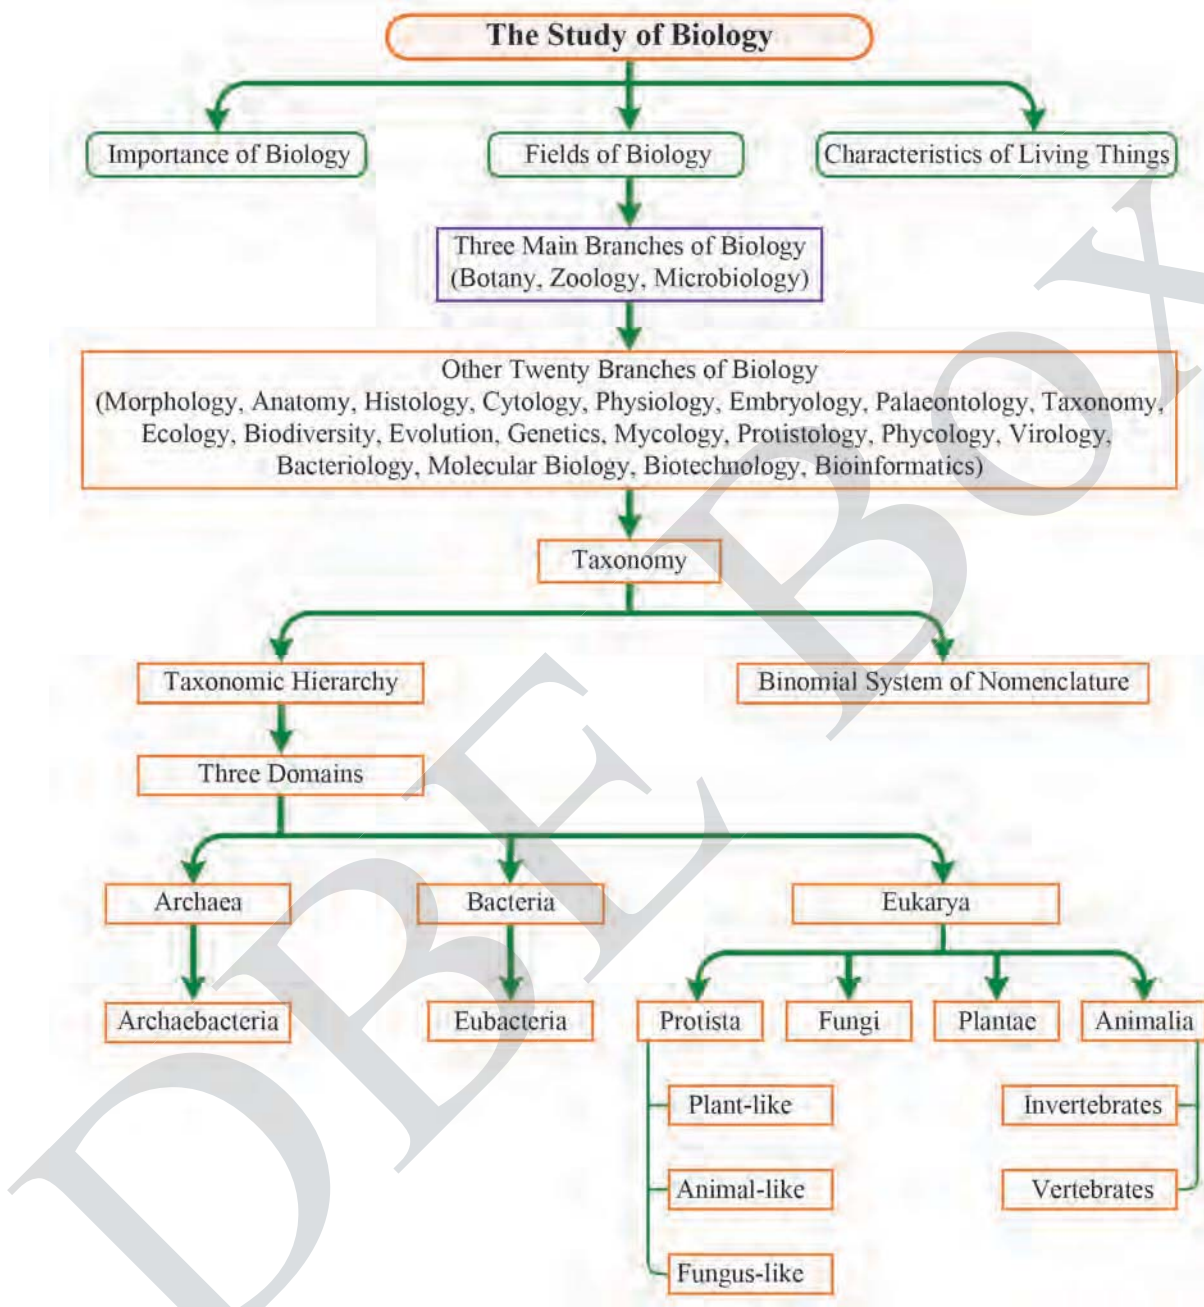 The Study of Biology
Importance of Biology
Fields of Biology
Characteristics of Living Things
Three Main Branches of Biology
(Botany, Zoology, Microbiology)
Other Twenty Branches of Biology
(Morphology, Anatomy, Histology, Cytology, Physiology, Embryology, Palaeontology, Taxonomy,
Ecology, Biodiversity, Evolution, Genetics, Mycology, Protistology, Phycology, Virology,
Bacteriology, Molecular Biology, Biotechnology, Bioinformatics)
Taxonomy
Taxonomic Hierarchy
Binomial System of Nomenclature
Three Domains
Archaea
Bacteria
Eukarya
Archaebacteria
Eubacteria
Protista
Fungi
Plantae
Animalia
Plant-like
Invertebrates
Animal-like
Vertebrates
Fungus-like
DBE Box